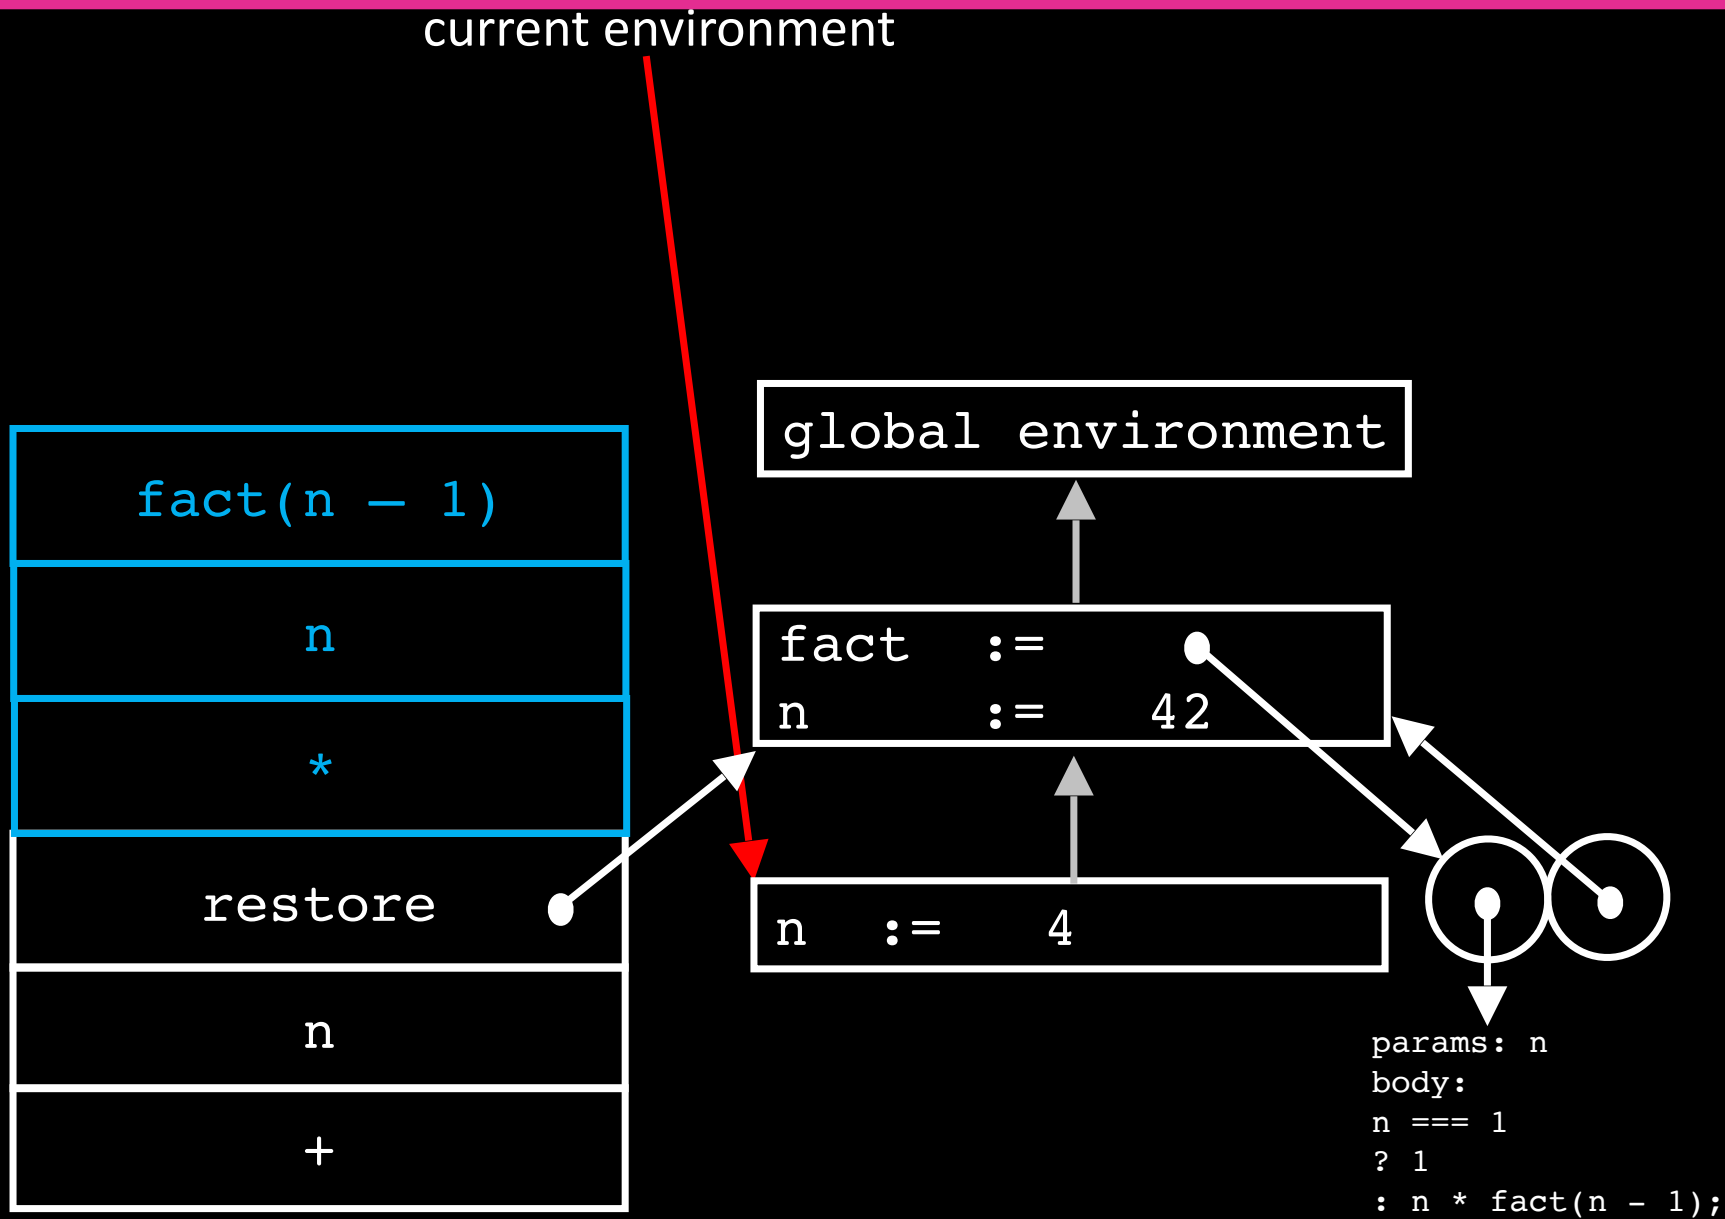 current environment
global environment
fact(n – 1)
n
*
restore
n
+
fact :=
n := 42
n := 4
params: n
body:
n === 1
? 1
: n * fact(n - 1);